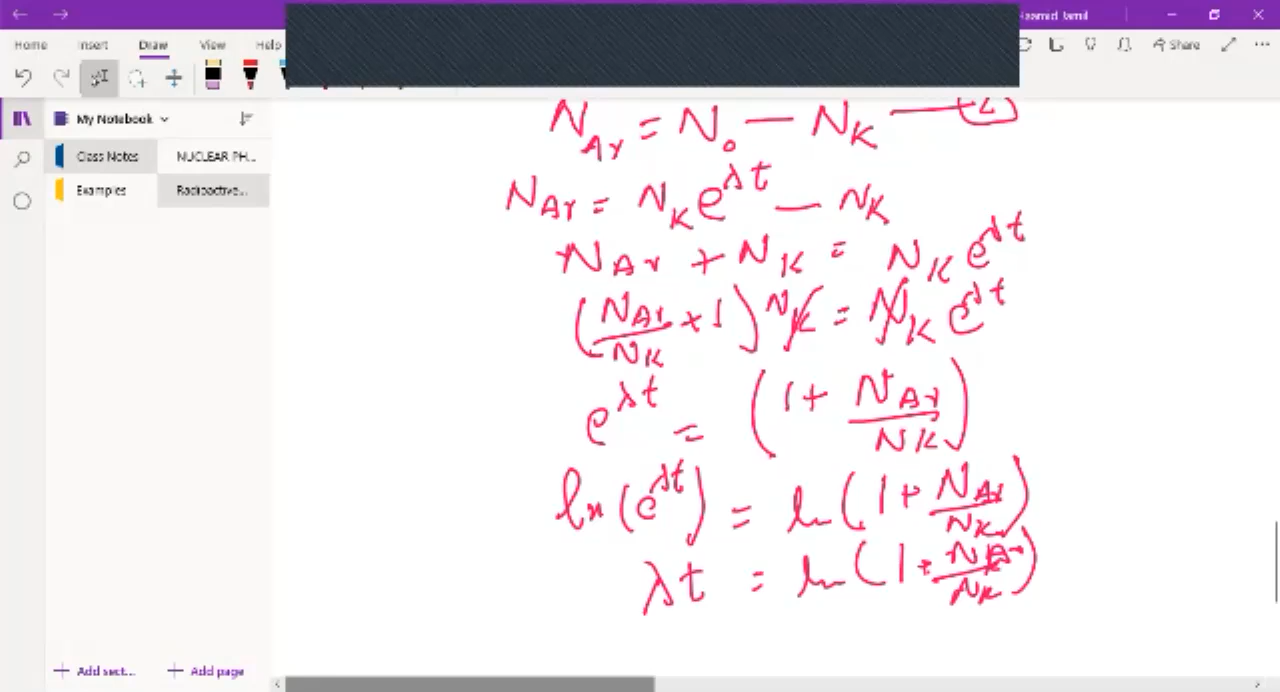 Home Insert Draw View Help
Share
My Notebook
Class Notes NUCLEAR PH...
Examples Radioactive...
N_Ar = N_0 — N_K — (2)
N_Ar = N_K e^λt — N_K
N_Ar + N_K = N_K e^λt
(N_Ar/N_K + 1) N_K = N_K e^λt
e^λt = (1 + N_Ar/N_K)
ln (e^λt) = ln (1 + N_Ar/N_K)
λt = ln (1 + N_Ar/N_K)
+ Add sect... + Add page